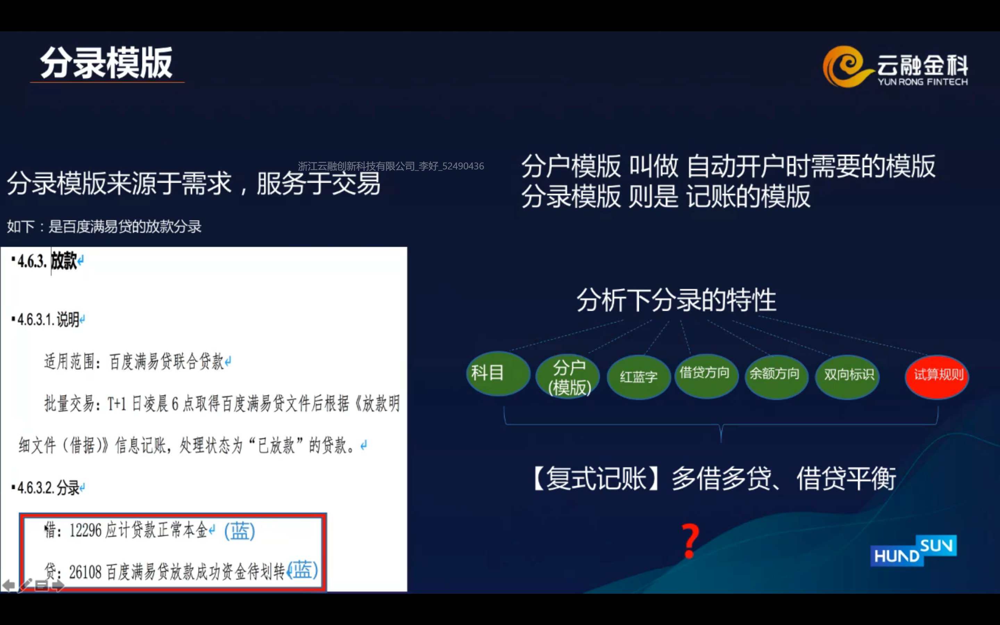 分录模版
云融金科
YUN RONG FINTECH
浙江云融创新科技有限公司_李好_52490436
分录模版来源于需求，服务于交易
如下：是百度满易贷的放款分录
▪4.6.3. 放款↲
▪4.6.3.1. 说明↲
适用范围：百度满易贷联合贷款↲
批量交易：T+1 日凌晨 6 点取得百度满易贷文件后根据《放款明
细文件（借据）》信息记账，处理状态为“已放款”的贷款。↲
▪4.6.3.2. 分录↲
借：12296 应计贷款正常本金↲ (蓝)
贷：26108 百度满易贷放款成功资金待划转↲(蓝)
分户模版 叫做 自动开户时需要的模版
分录模版 则是 记账的模版
分析下分录的特性
科目
分户
(模版)
红蓝字
借贷方向
余额方向
双向标识
试算规则
【复式记账】多借多贷、借贷平衡
?
HUNDSUN